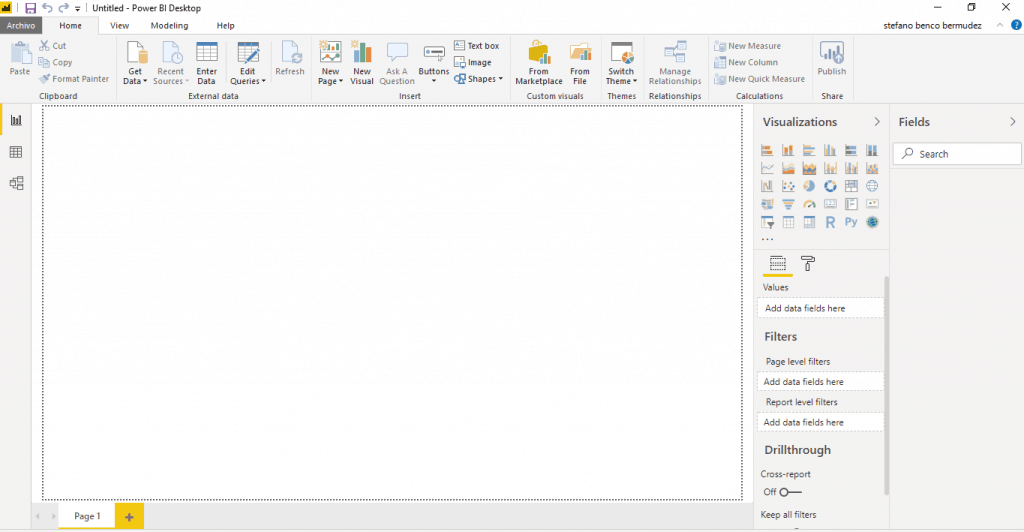 Untitled - Power BI Desktop
Archivo Home View Modeling Help stefano benco bermudez ?
Paste Cut Copy Format Painter
Clipboard
Get Data Recent Sources Enter Data Edit Queries Refresh
External data
New Page New Visual Ask A Question Buttons Text box Image Shapes
Insert
From Marketplace From File
Custom visuals
Switch Theme
Themes
Manage Relationships
Relationships
New Measure
New Column
New Quick Measure
Calculations
Publish
Share
Visualizations
R Py
...
Values
Add data fields here
Filters
Page level filters
Add data fields here
Report level filters
Add data fields here
Drillthrough
Cross-report
Off
Keep all filters
Fields
Search
Page 1 +